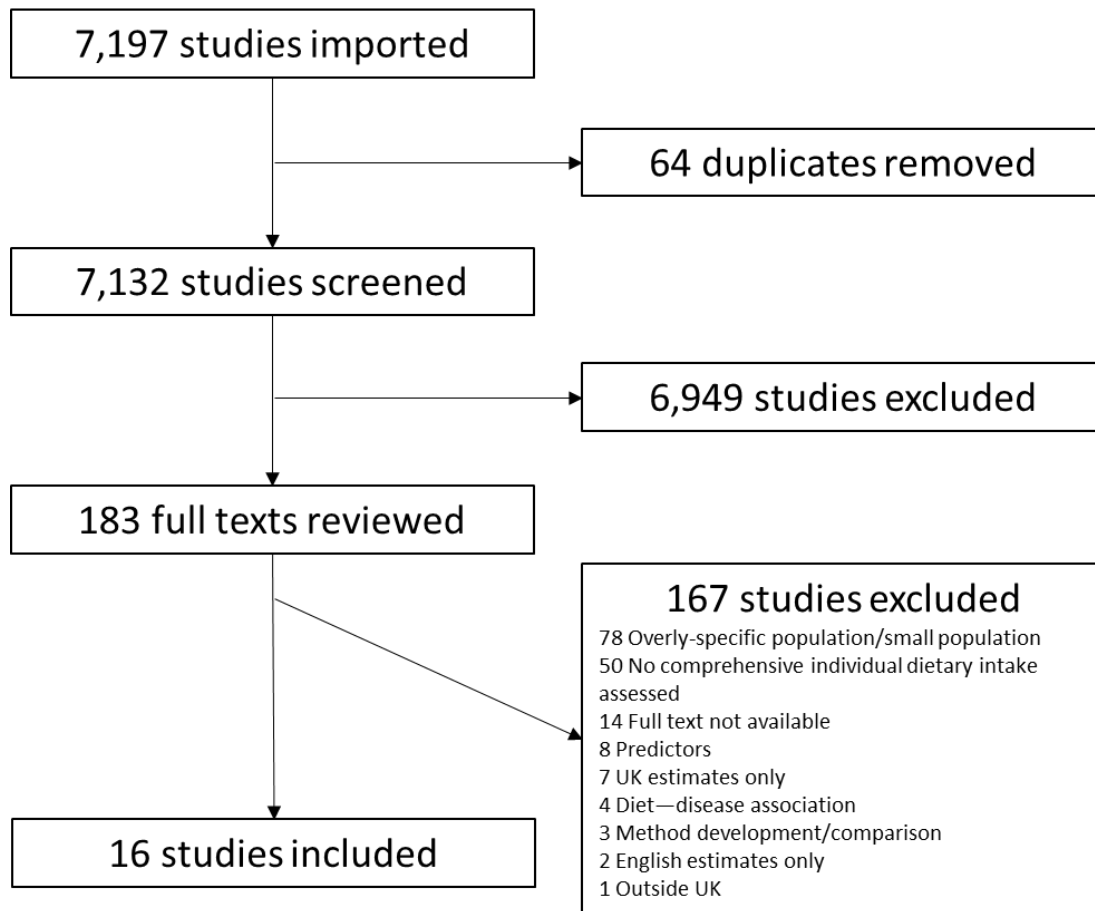 7,197 studies imported
64 duplicates removed
7,132 studies screened
6,949 studies excluded
183 full texts reviewed
167 studies excluded
78 Overly-specific population/small population
50 No comprehensive individual dietary intake
assessed
14 Full text not available
8 Predictors
7 UK estimates only
4 Diet—disease association
3 Method development/comparison
2 English estimates only
1 Outside UK
16 studies included